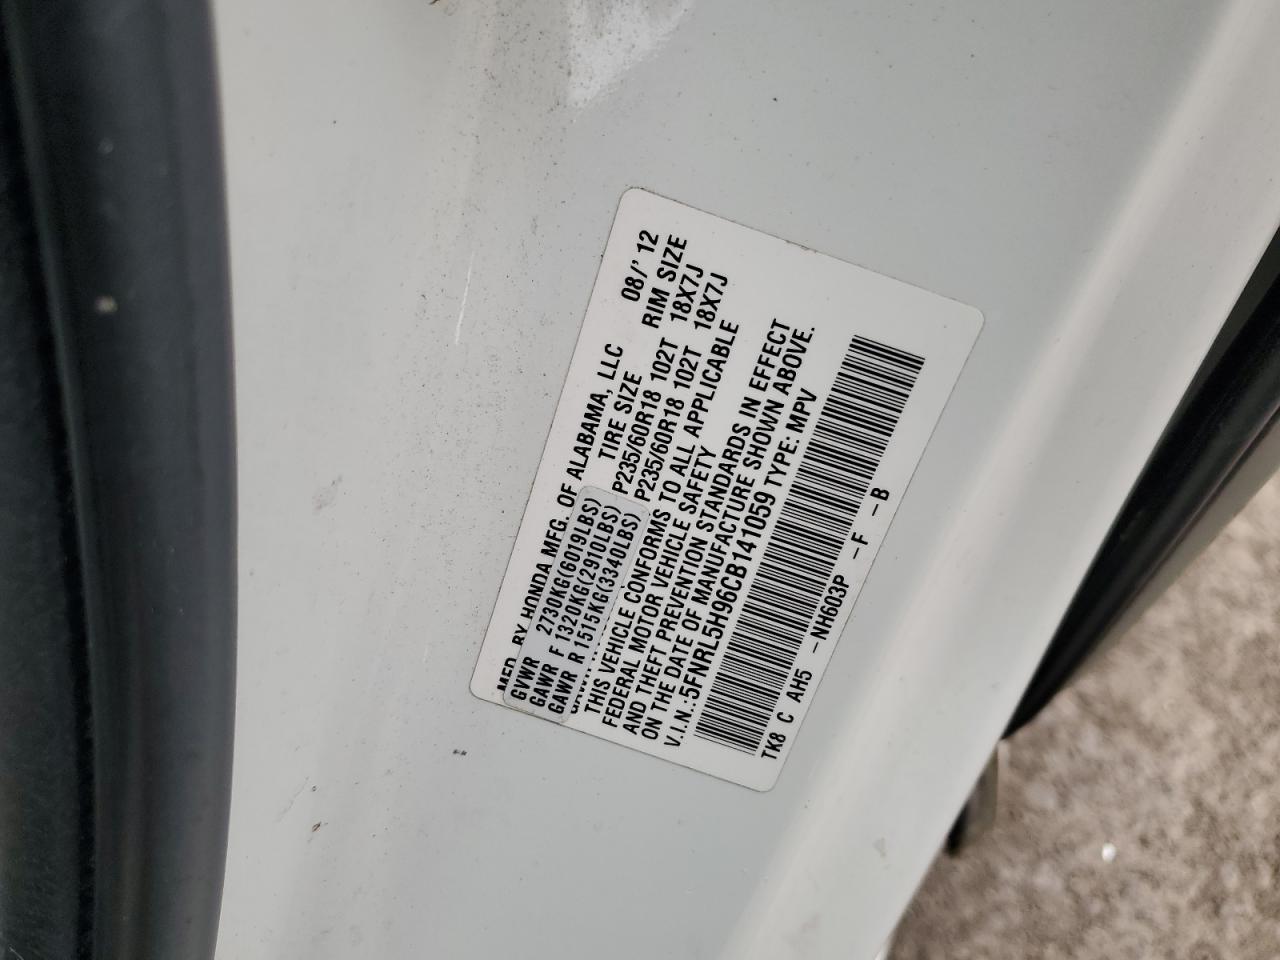 MFD. BY HONDA MFG. OF ALABAMA, LLC 08/' 12
TIRE SIZE RIM SIZE
GVWR 2730KG(6019LBS)
GAWR F 1320KG(2910LBS) P235/60R18 102T 18X7J
GAWR R 1515KG(3340LBS) P235/60R18 102T 18X7J
THIS VEHICLE CONFORMS TO ALL APPLICABLE
FEDERAL MOTOR VEHICLE SAFETY
AND THEFT PREVENTION STANDARDS IN EFFECT
ON THE DATE OF MANUFACTURE SHOWN ABOVE.
V.I.N.:5FNRL5H96CB141059 TYPE: MPV
TK8 C AH5 -NH603P -F -B